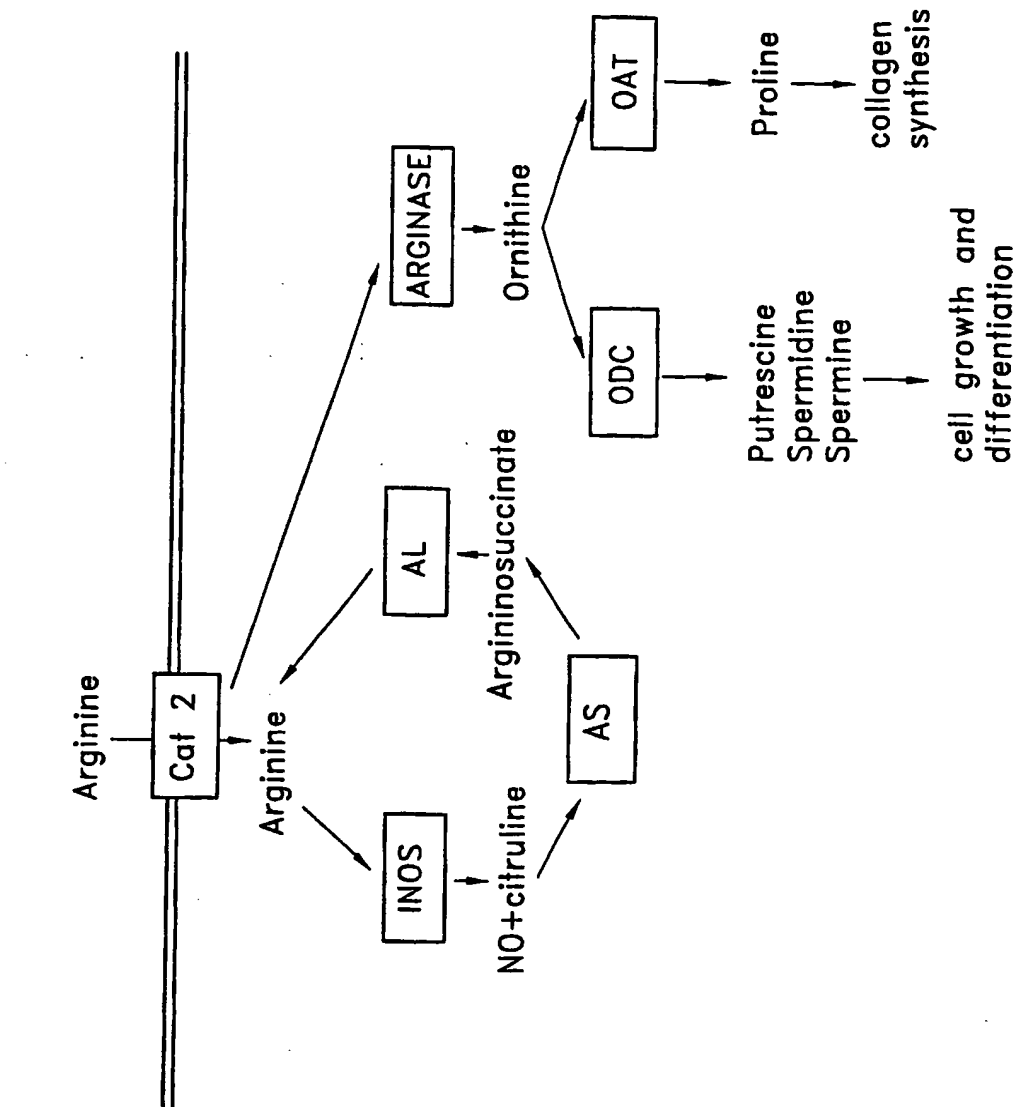 Arginine
Cat 2
Arginine
INOS
NO+citruline
AS
Argininosuccinate
AL
ARGINASE
Ornithine
ODC
Putrescine
Spermidine
Spermine
cell growth and
differentiation
OAT
Proline
collagen
synthesis